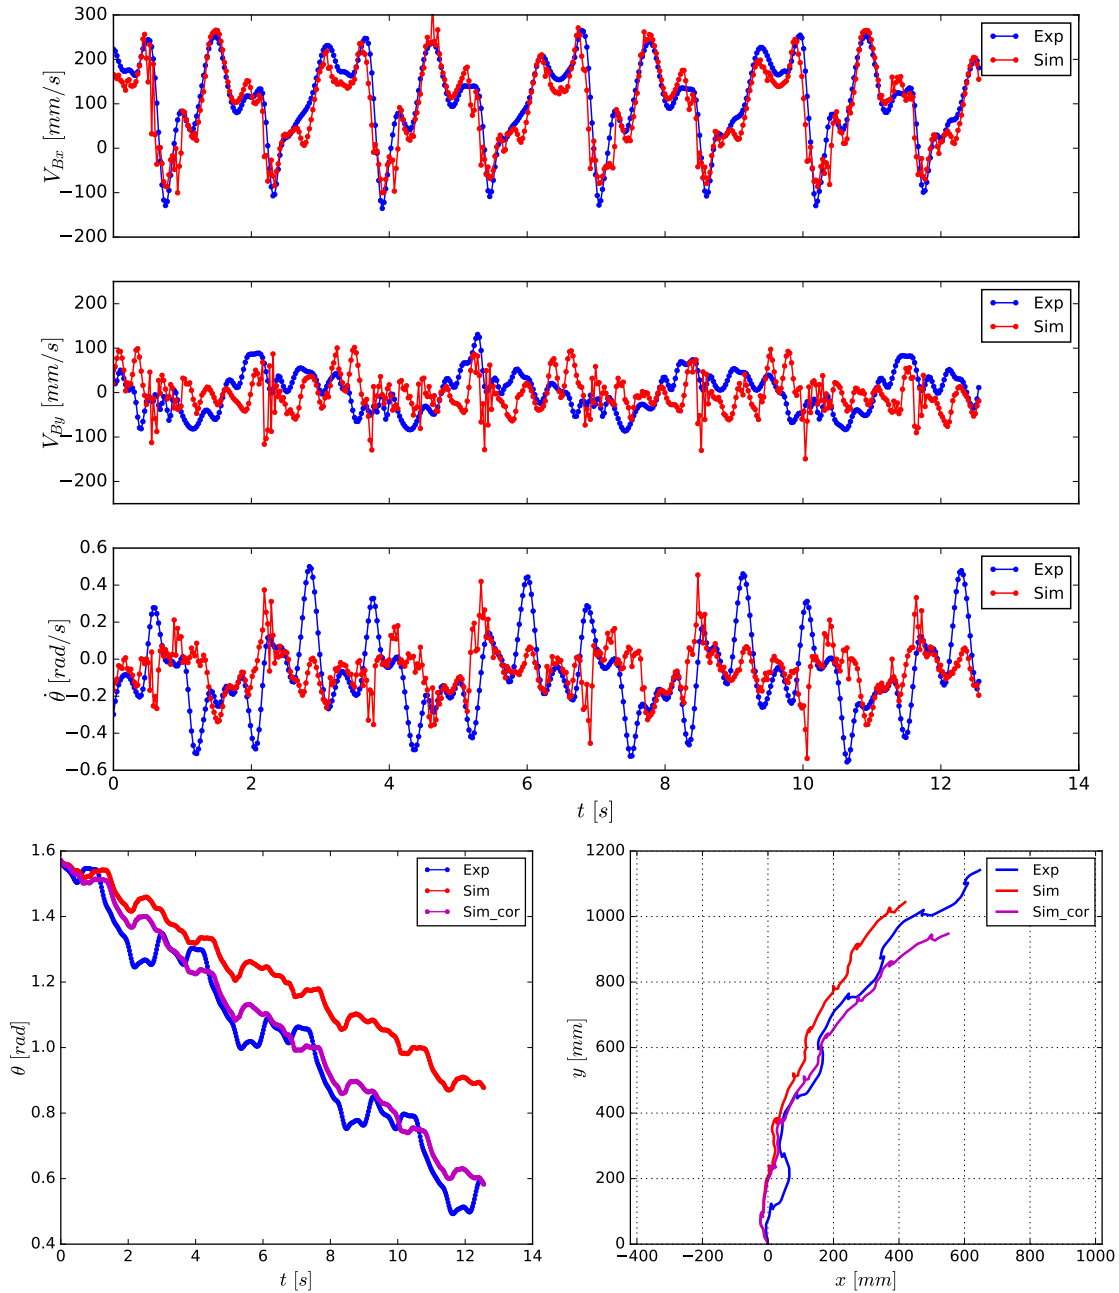 300
200
100
0
−100
−200
V_{Bx} [mm/s]
Exp
Sim
200
100
0
−100
−200
V_{By} [mm/s]
Exp
Sim
0.6
0.4
0.2
0.0
−0.2
−0.4
−0.6
θ̇ [rad/s]
Exp
Sim
0 2 4 6 8 10 12 14
t [s]
1.6
1.4
1.2
1.0
0.8
0.6
0.4
θ [rad]
Exp
Sim
Sim_cor
0 2 4 6 8 10 12 14
t [s]
1200
1000
800
600
400
200
0
y [mm]
Exp
Sim
Sim_cor
−400 −200 0 200 400 600 800 1000
x [mm]